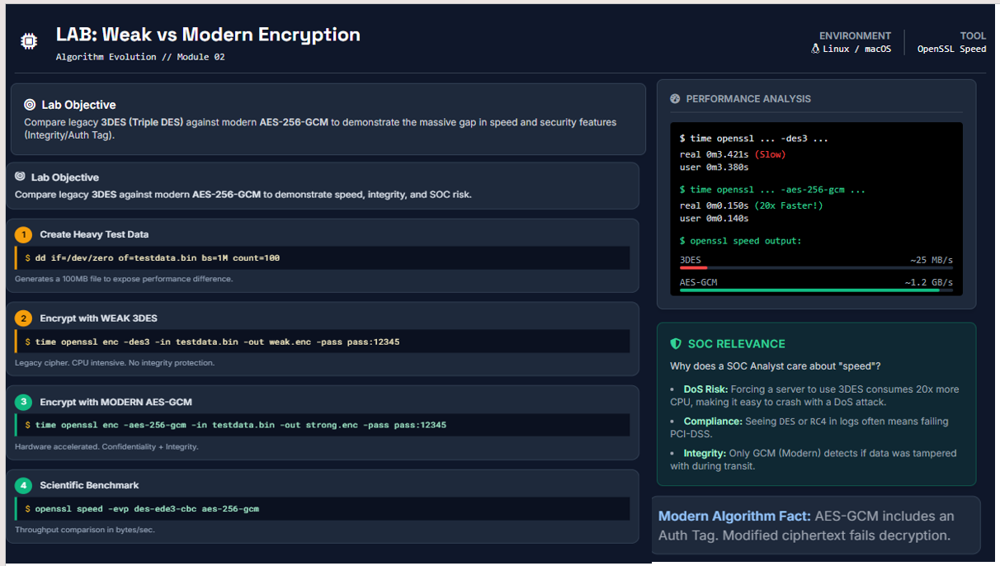 LAB: Weak vs Modern Encryption
Algorithm Evolution // Module 02
ENVIRONMENT
Linux / macOS
TOOL
OpenSSL Speed
Lab Objective
Compare legacy 3DES (Triple DES) against modern AES-256-GCM to demonstrate the massive gap in speed and security features
(Integrity/Auth Tag).
Lab Objective
Compare legacy 3DES against modern AES-256-GCM to demonstrate speed, integrity, and SOC risk.
1 Create Heavy Test Data
$ dd if=/dev/zero of=testdata.bin bs=1M count=100
Generates a 100MB file to expose performance difference.
2 Encrypt with WEAK 3DES
$ time openssl enc -des3 -in testdata.bin -out weak.enc -pass pass:12345
Legacy cipher. CPU intensive. No integrity protection.
3 Encrypt with MODERN AES-GCM
$ time openssl enc -aes-256-gcm -in testdata.bin -out strong.enc -pass pass:12345
Hardware accelerated. Confidentiality + Integrity.
4 Scientific Benchmark
$ openssl speed -evp des-ede3-cbc aes-256-gcm
Throughput comparison in bytes/sec.
PERFORMANCE ANALYSIS
$ time openssl ... -des3 ...
real 0m3.421s (Slow)
user 0m3.380s
$ time openssl ... -aes-256-gcm ...
real 0m0.150s (20x Faster!)
user 0m0.140s
$ openssl speed output:
3DES ~25 MB/s
AES-GCM ~1.2 GB/s
SOC RELEVANCE
Why does a SOC Analyst care about "speed"?
• DoS Risk: Forcing a server to use 3DES consumes 20x more
CPU, making it easy to crash with a DoS attack.
• Compliance: Seeing DES or RC4 in logs often means failing
PCI-DSS.
• Integrity: Only GCM (Modern) detects if data was tampered
with during transit.
Modern Algorithm Fact: AES-GCM includes an
Auth Tag. Modified ciphertext fails decryption.